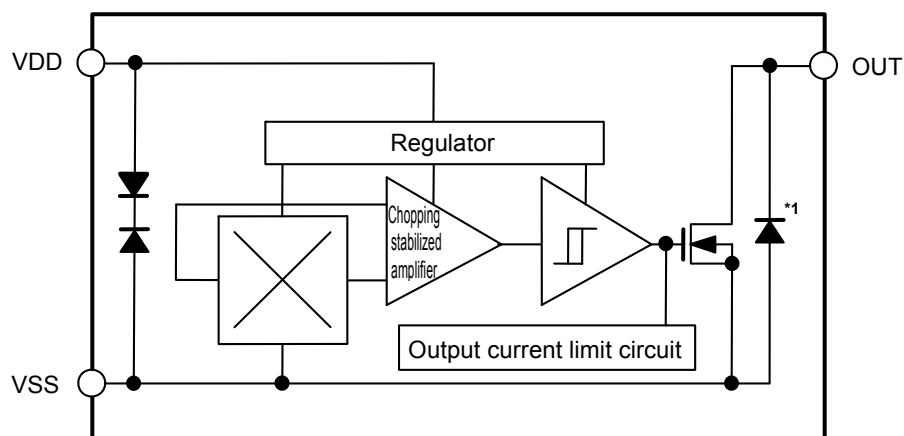 VDD
OUT
Regulator
*1
Chopping
stabilized
amplifier
Output current limit circuit
VSS